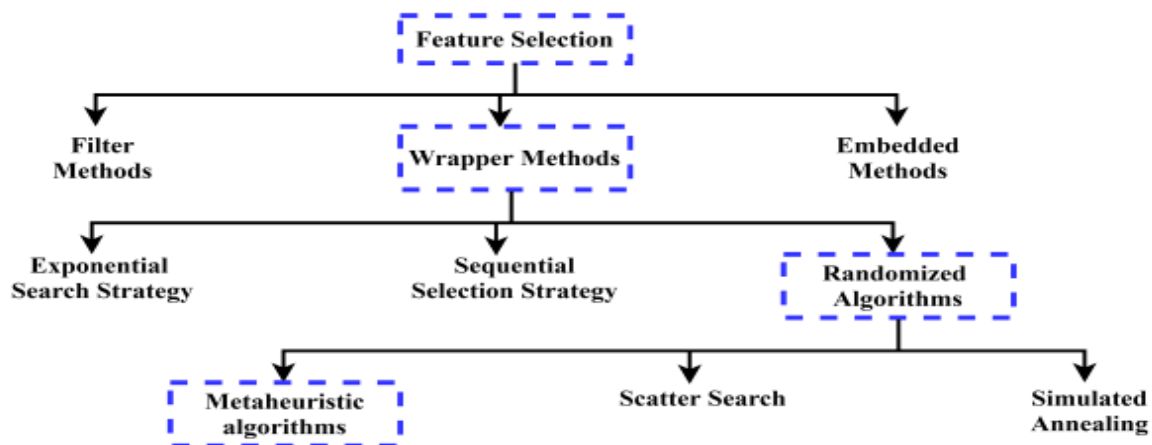 Feature Selection
Filter
Methods
Wrapper Methods
Embedded
Methods
Exponential
Search Strategy
Sequential
Selection Strategy
Randomized
Algorithms
Metaheuristic
algorithms
Scatter Search
Simulated
Annealing